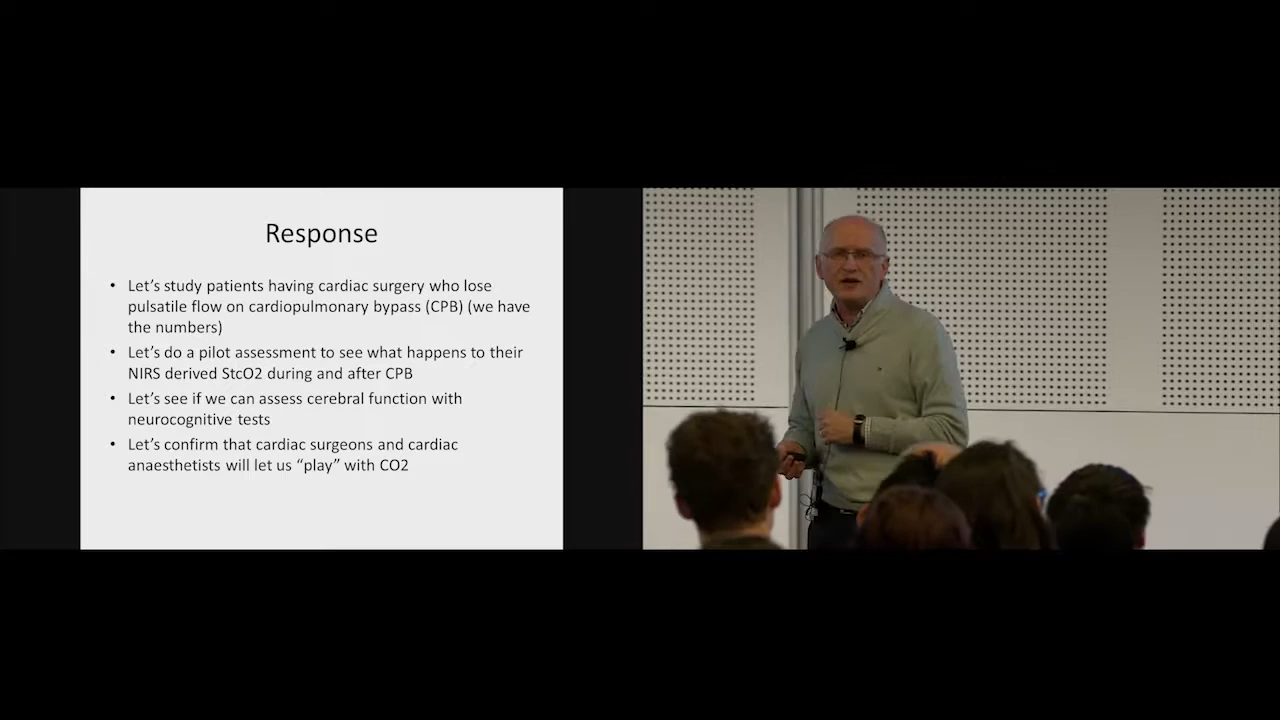 Response
• Let's study patients having cardiac surgery who lose
pulsatile flow on cardiopulmonary bypass (CPB) (we have
the numbers)
• Let's do a pilot assessment to see what happens to their
NIRS derived StcO2 during and after CPB
• Let's see if we can assess cerebral function with
neurocognitive tests
• Let's confirm that cardiac surgeons and cardiac
anaesthetists will let us “play” with CO2